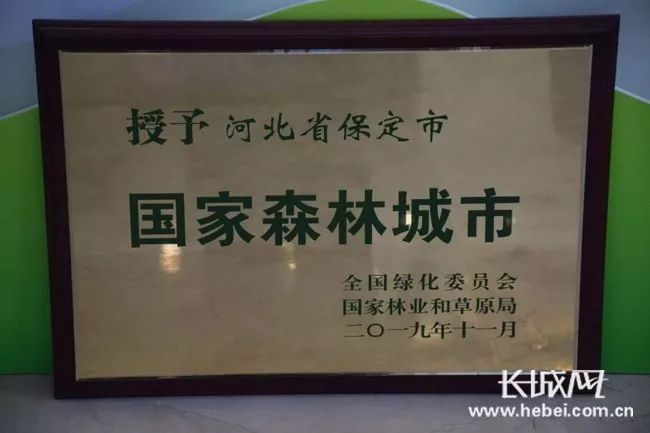 授予 河北省保定市
国家森林城市
全国绿化委员会
国家林业和草原局
二〇一九年十一月
长城网
www.hebei.com.cn